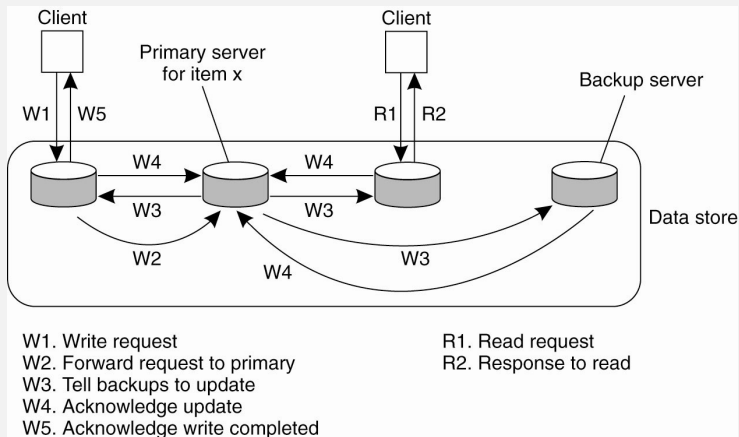 Client
Client
Primary server
for item x
Backup server
W1
W5
R1
R2
W4
W4
W3
W3
Data store
W2
W3
W4
W1. Write request
W2. Forward request to primary
W3. Tell backups to update
W4. Acknowledge update
W5. Acknowledge write completed
R1. Read request
R2. Response to read